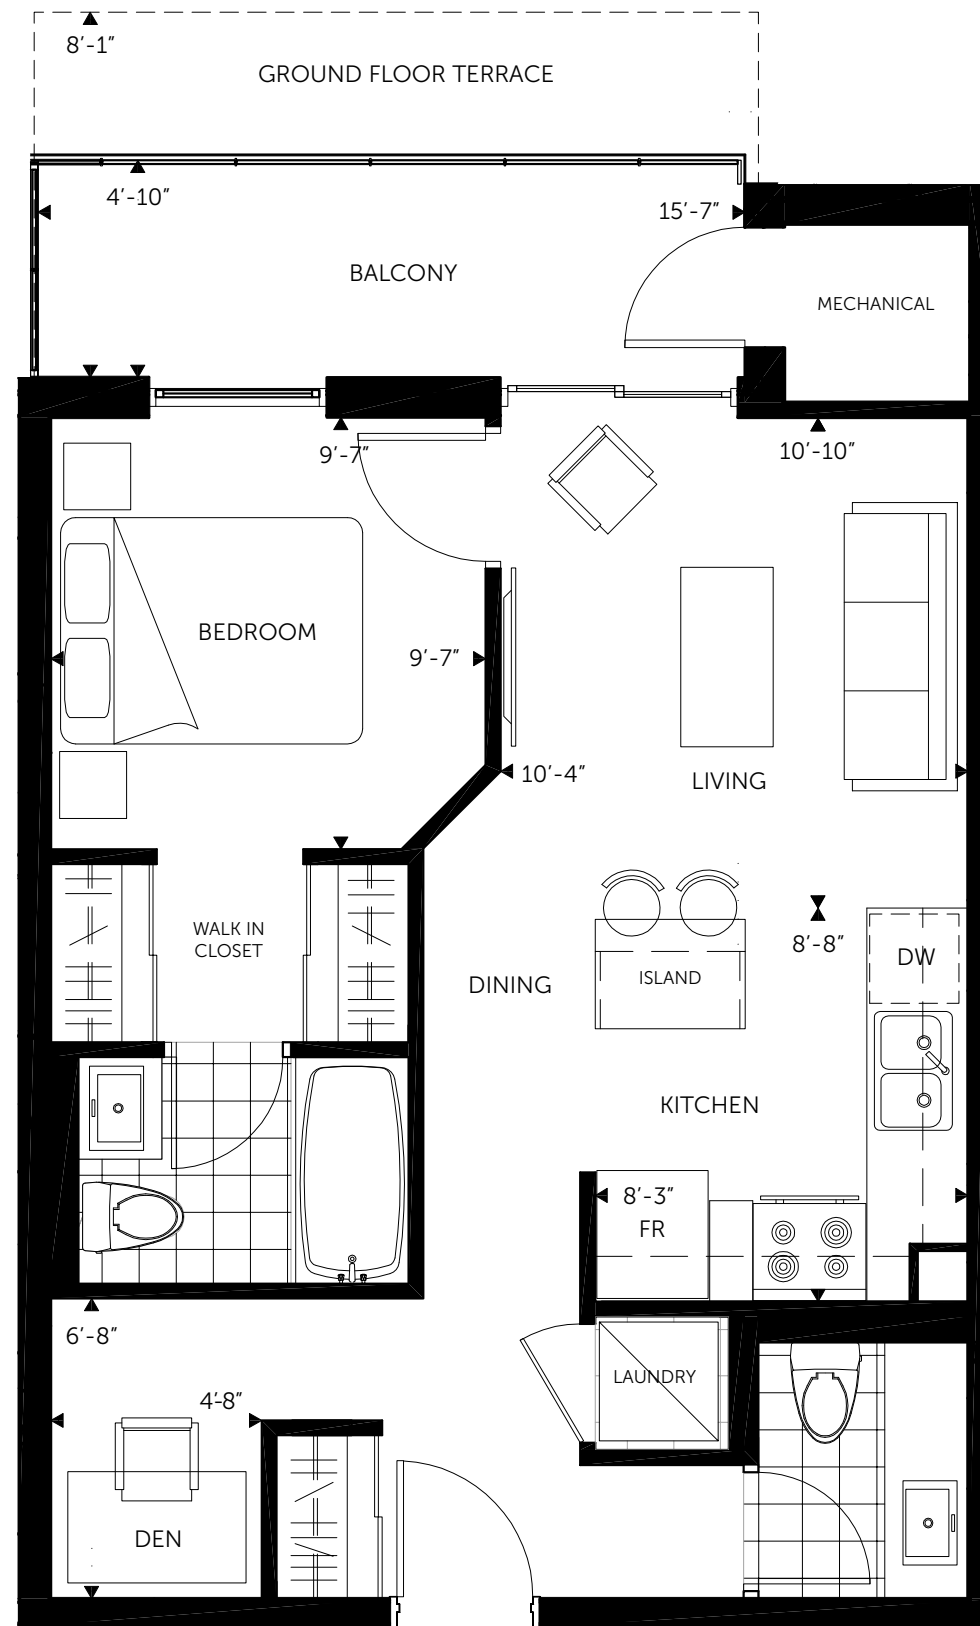 8'-1"
GROUND FLOOR TERRACE
4'-10"
15'-7"
BALCONY
MECHANICAL
9'-7"
10'-10"
BEDROOM
9'-7"
10'-4"
LIVING
WALK IN
CLOSET
8'-8"
DW
DINING
ISLAND
KITCHEN
8'-3"
FR
6'-8"
LAUNDRY
4'-8"
DEN